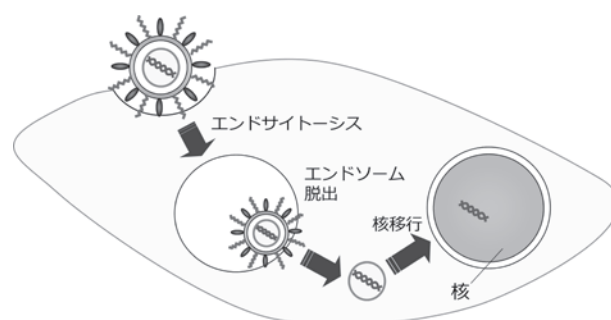 エンドサイトーシス
エンドソーム
脱出
核移行
核